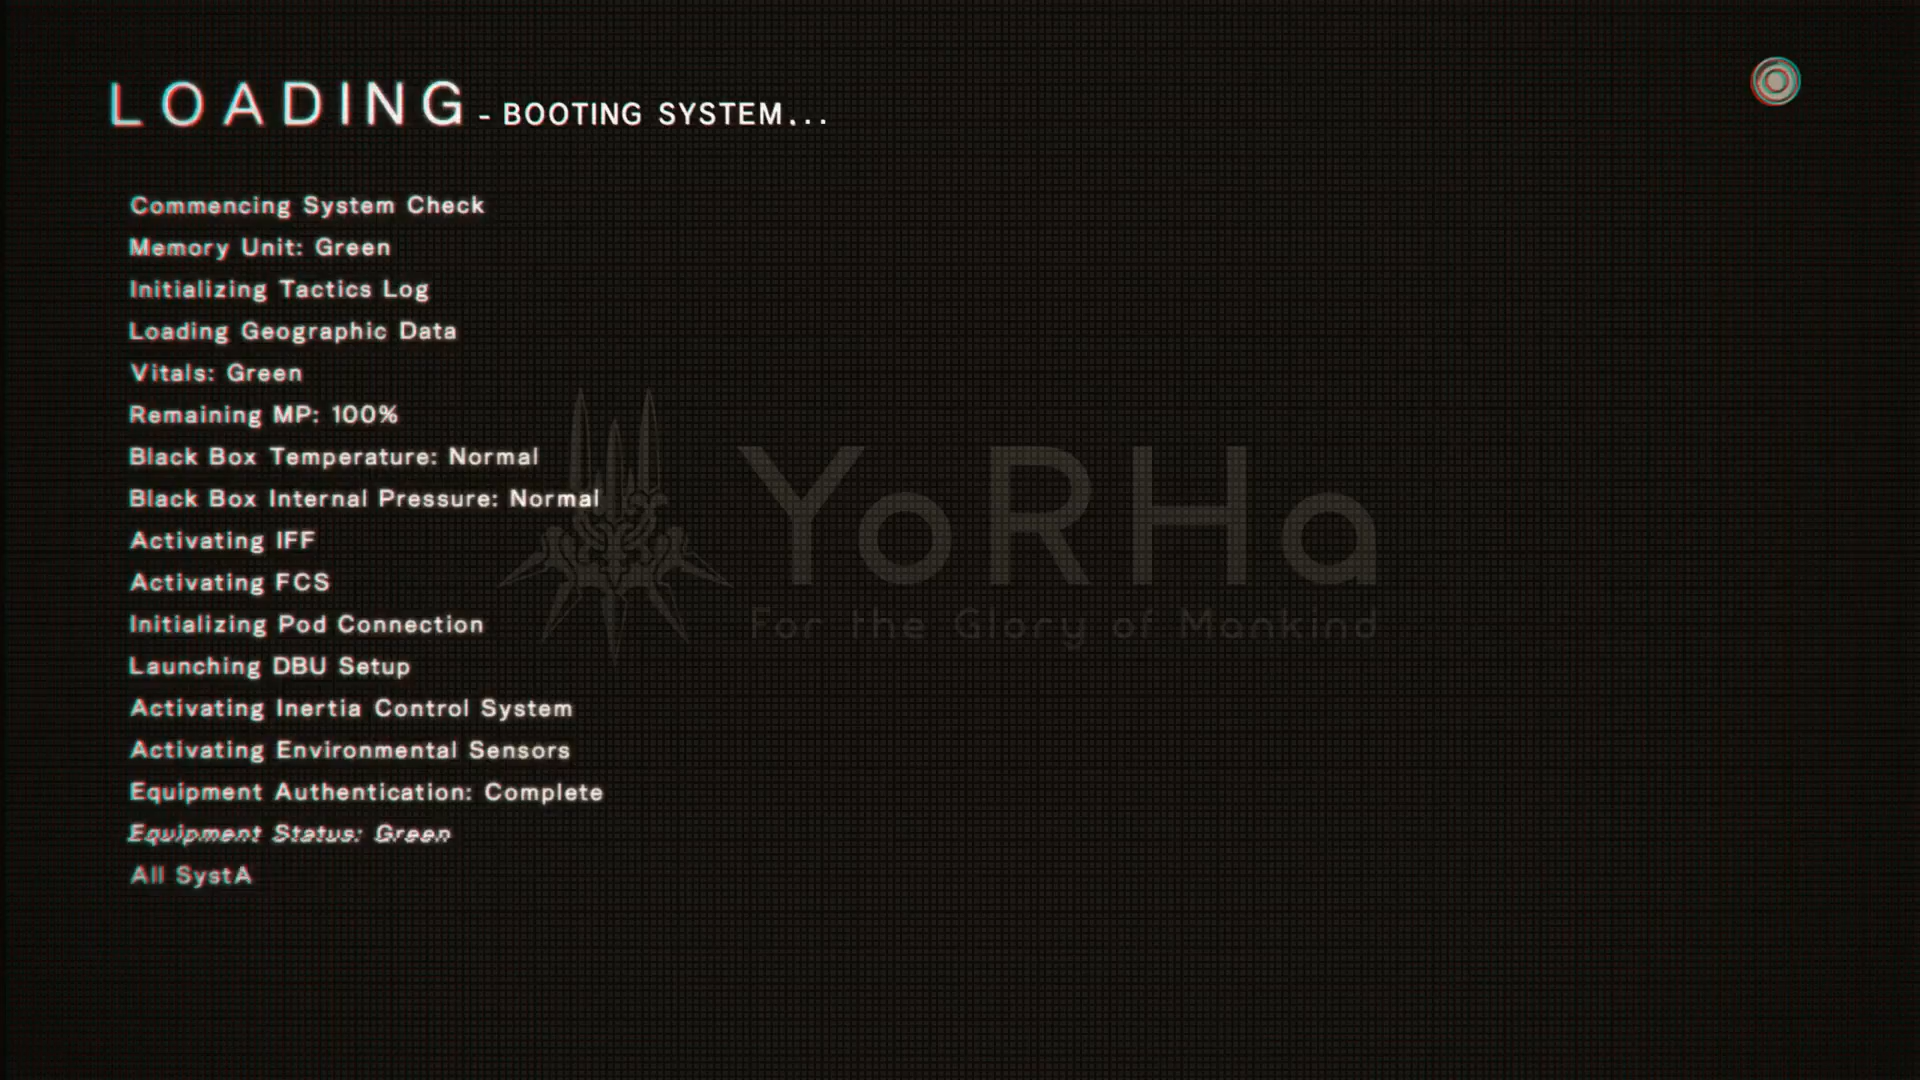 LOADING - BOOTING SYSTEM...
Commencing System Check
Memory Unit: Green
Initializing Tactics Log
Loading Geographic Data
Vitals: Green
Remaining MP: 100%
Black Box Temperature: Normal
Black Box Internal Pressure: Normal
Activating IFF
Activating FCS
Initializing Pod Connection
Launching DBU Setup
Activating Inertia Control System
Activating Environmental Sensors
Equipment Authentication: Complete
Equipment Status: Green
All SystA
YoRHa
For the Glory of Mankind